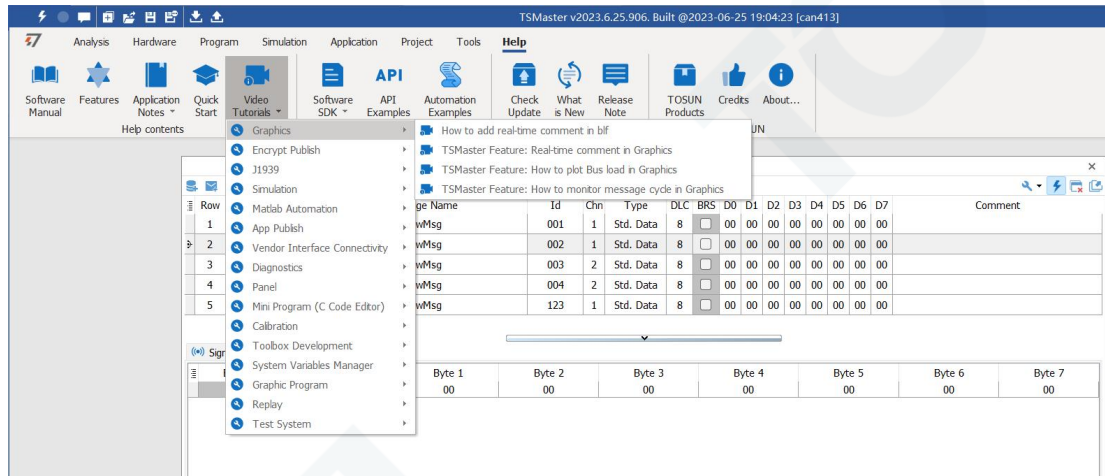 TSMaster v2023.6.25.906. Built @2023-06-25 19:04:23 [can413]
Analysis Hardware Program Simulation Application Project Tools Help
Software Manual
Features
Application Notes
Quick Start
Video Tutorials
Software SDK
API
API Examples
Automation Examples
Check Update
What is New
Release Note
TOSUN Products
Credits
About...
Help contents
UN
Graphics
Encrypt Publish
J1939
Simulation
Matlab Automation
App Publish
Vendor Interface Connectivity
Diagnostics
Panel
Mini Program (C Code Editor)
Calibration
Toolbox Development
System Variables Manager
Graphic Program
Replay
Test System
How to add real-time comment in blf
TSMaster Feature: Real-time comment in Graphics
TSMaster Feature: How to plot Bus load in Graphics
TSMaster Feature: How to monitor message cycle in Graphics
Row ge Name Id Chn Type DLC BRS D0 D1 D2 D3 D4 D5 D6 D7 Comment
1 wMsg 001 1 Std. Data 8 00 00 00 00 00 00 00 00
2 wMsg 002 1 Std. Data 8 00 00 00 00 00 00 00 00
3 wMsg 003 2 Std. Data 8 00 00 00 00 00 00 00 00
4 wMsg 004 2 Std. Data 8 00 00 00 00 00 00 00 00
5 wMsg 123 1 Std. Data 8 00 00 00 00 00 00 00 00
Sigr
Byte 1 Byte 2 Byte 3 Byte 4 Byte 5 Byte 6 Byte 7
00 00 00 00 00 00 00